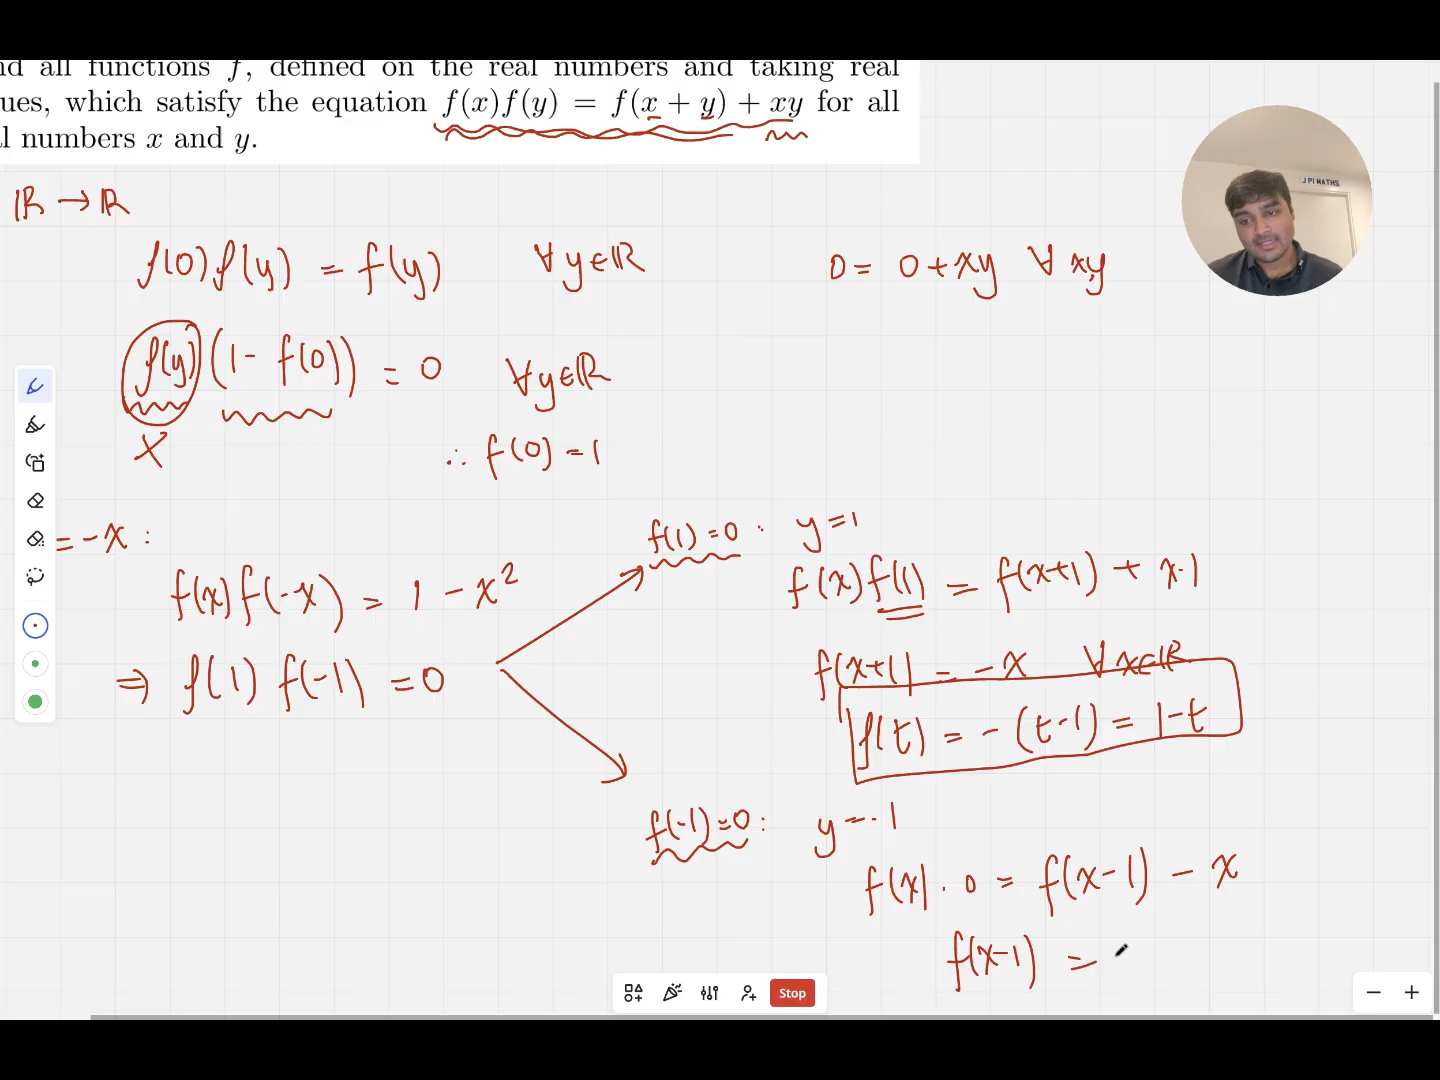 nd all functions f, defined on the real numbers and taking real
ues, which satisfy the equation f(x)f(y) = f(x + y) + xy for all
l numbers x and y.
J PI MATHS
ℝ → ℝ
f(0)f(y) = f(y) ∀ y∈ℝ
0 = 0 + xy ∀ x,y
f(y)(1 - f(0)) = 0 ∀y∈ℝ
X
∴ f(0) = 1
= -x :
f(x)f(-x) = 1 - x²
⇒ f(1) f(-1) = 0
f(1) = 0 : y = 1
f(x)f(1) = f(x+1) + x·1
f(x+1) = -x ∀x∈ℝ
f(t) = -(t-1) = 1-t
f(-1) = 0 : y = -1
f(x) · 0 = f(x-1) - x
f(x-1) =
Stop